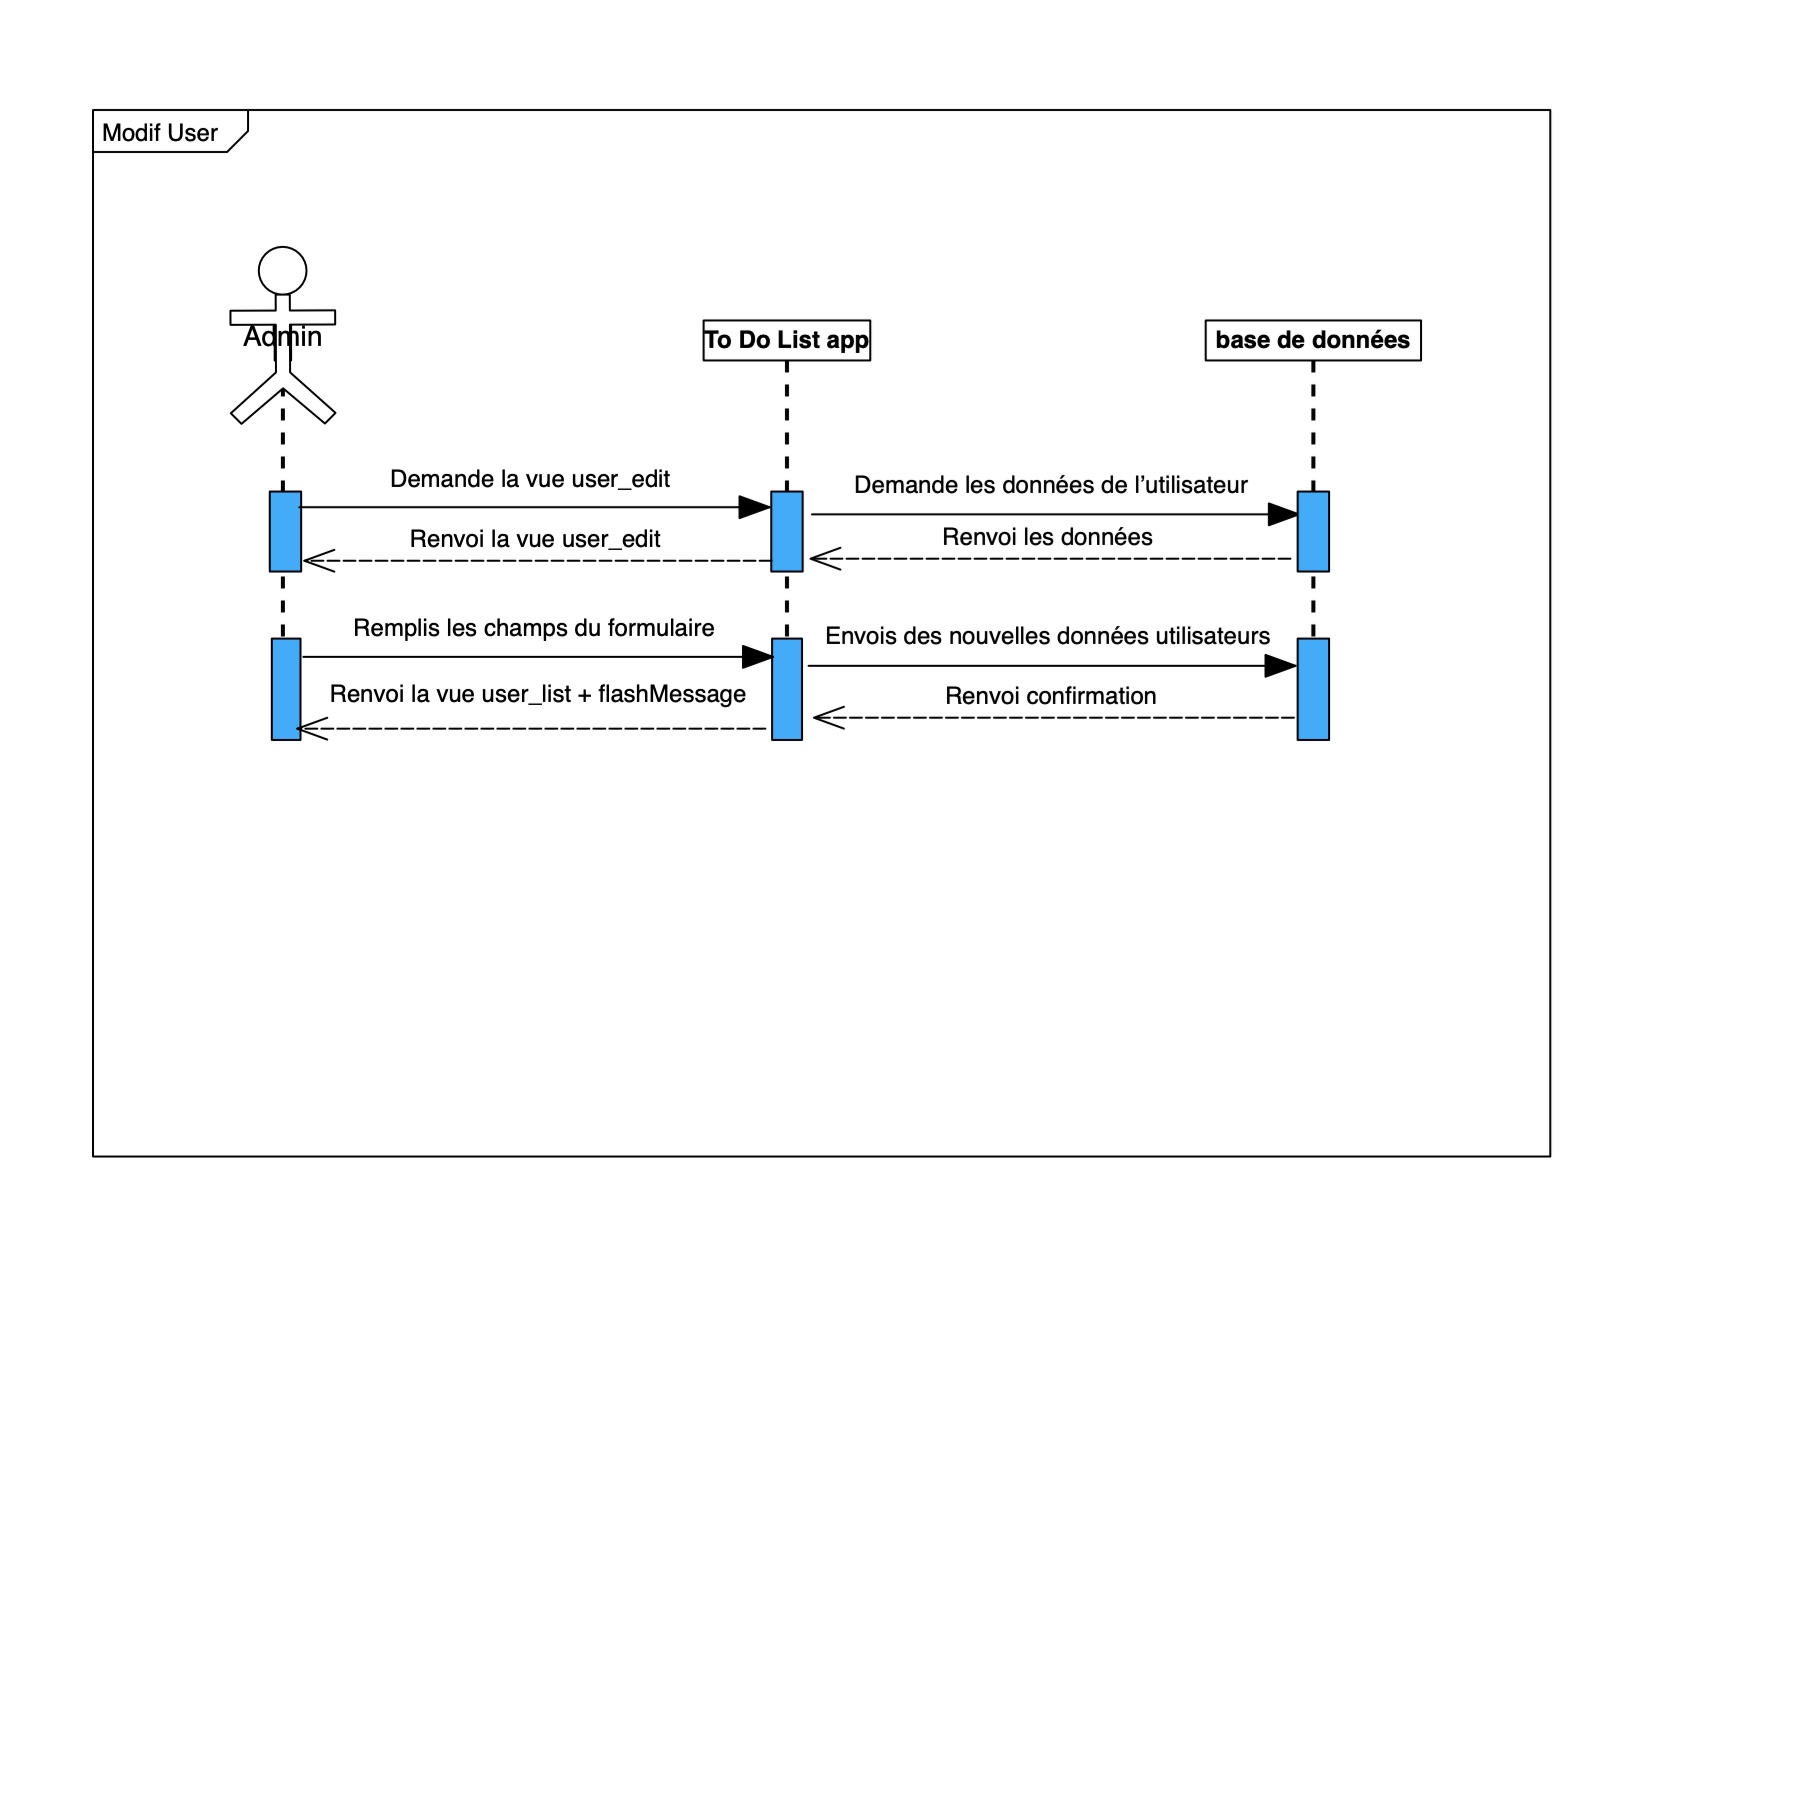 Modif User
Admin
To Do List app
base de données
Demande la vue user_edit
Demande les données de l’utilisateur
Renvoi la vue user_edit
Renvoi les données
Remplis les champs du formulaire
Envois des nouvelles données utilisateurs
Renvoi la vue user_list + flashMessage
Renvoi confirmation